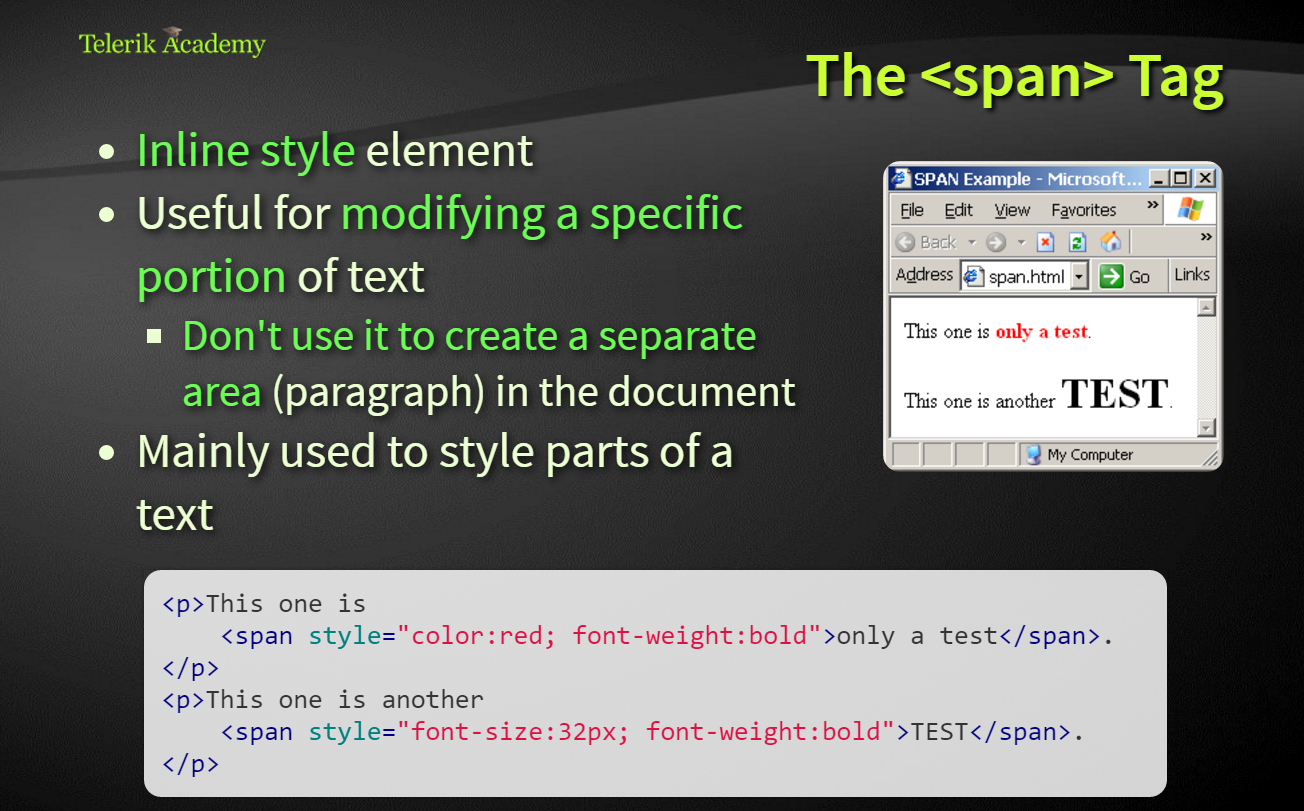 Telerik Academy
The <span> Tag
• Inline style element
• Useful for modifying a specific
portion of text
▪ Don't use it to create a separate
area (paragraph) in the document
• Mainly used to style parts of a
text
SPAN Example - Microsoft...
File Edit View Favorites »
Back »
Address span.html Go Links
This one is only a test.
This one is another TEST.
My Computer
<p>This one is
    <span style="color:red; font-weight:bold">only a test</span>.
</p>
<p>This one is another
    <span style="font-size:32px; font-weight:bold">TEST</span>.
</p>